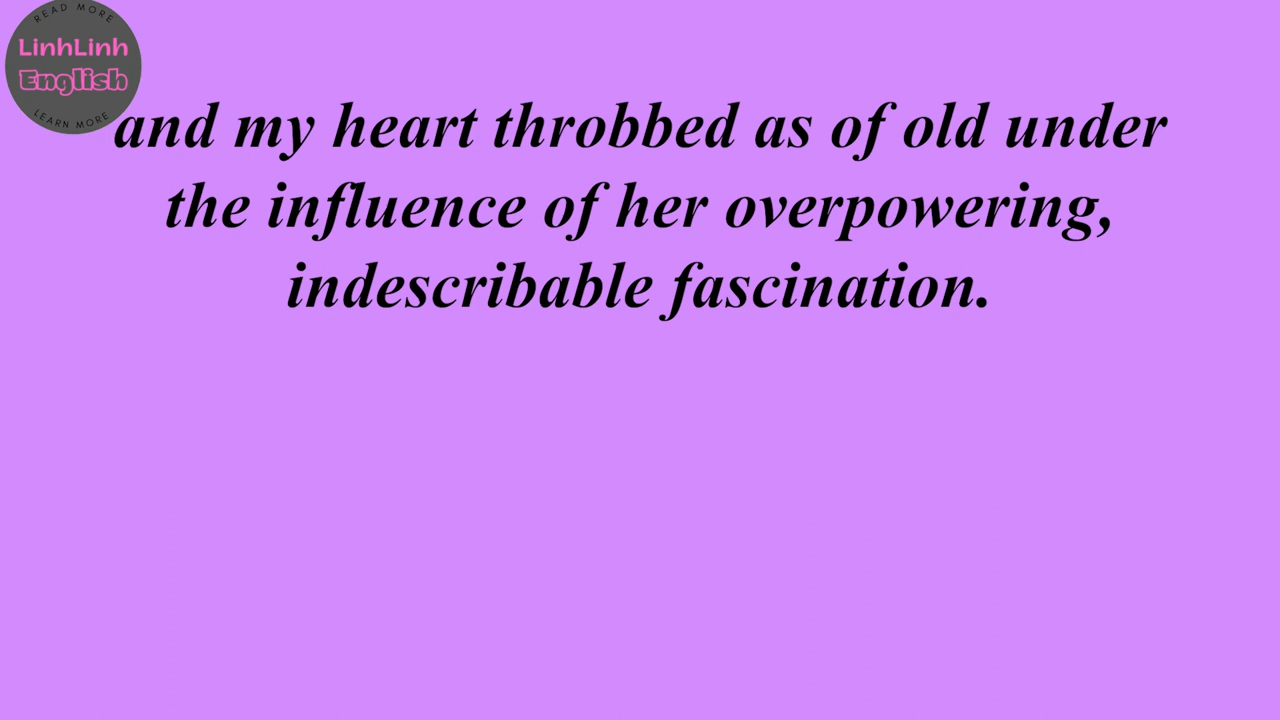 READ MORE
LinhLinh
English
LEARN MORE
and my heart throbbed as of old under
the influence of her overpowering,
indescribable fascination.